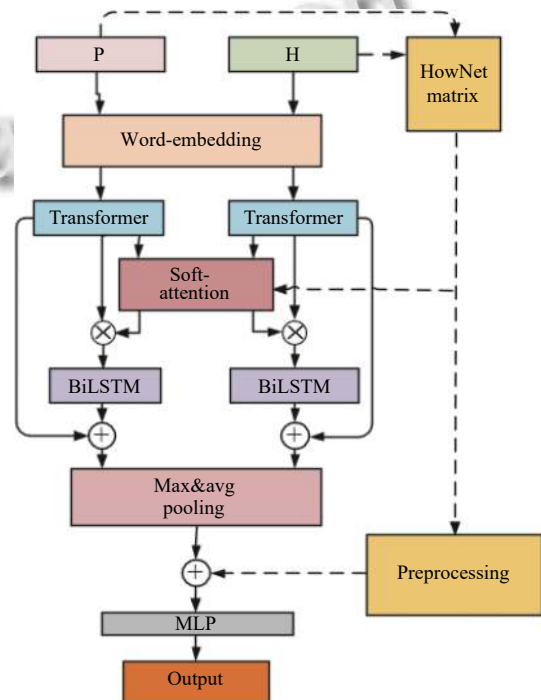 P
H
HowNet
matrix
Word-embedding
Transformer
Transformer
Soft-
attention
BiLSTM
BiLSTM
Max&avg
pooling
Preprocessing
MLP
Output